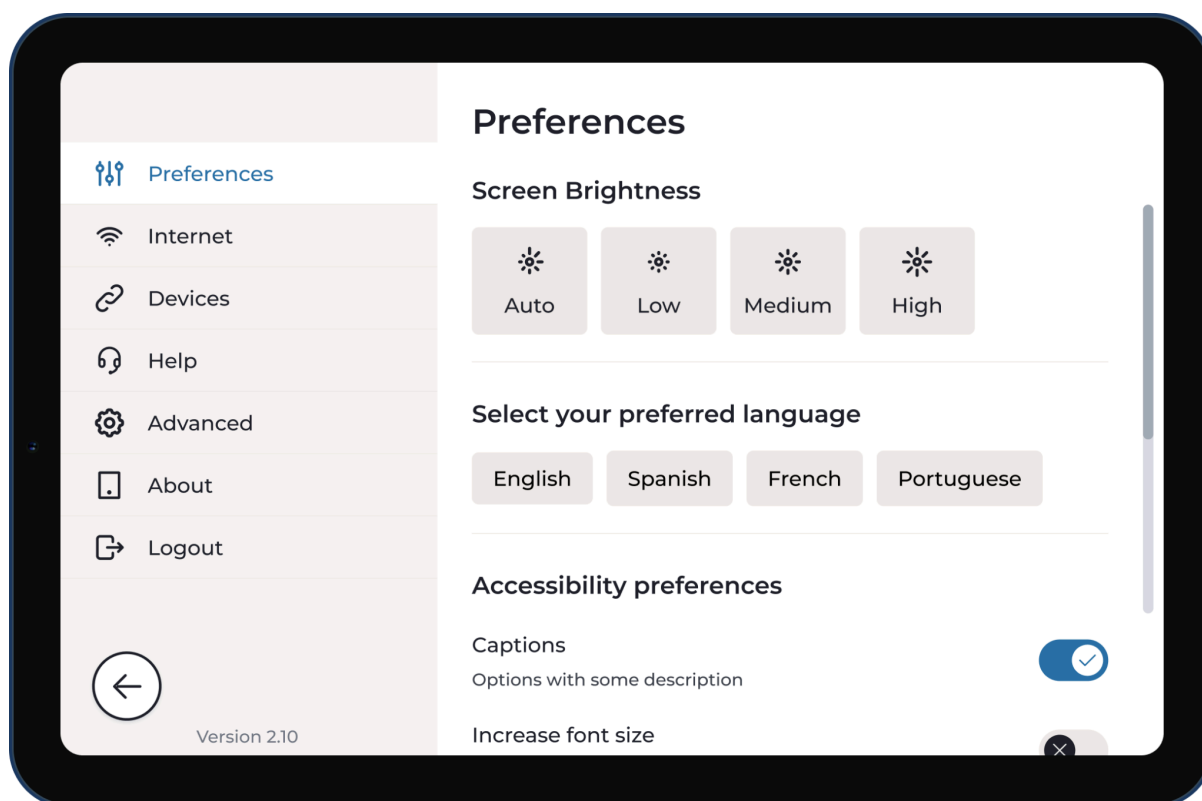 Preferences
Internet
Devices
Help
Advanced
About
Logout
Version 2.10
Preferences
Screen Brightness
Auto
Low
Medium
High
Select your preferred language
English
Spanish
French
Portuguese
Accessibility preferences
Captions
Options with some description
Increase font size